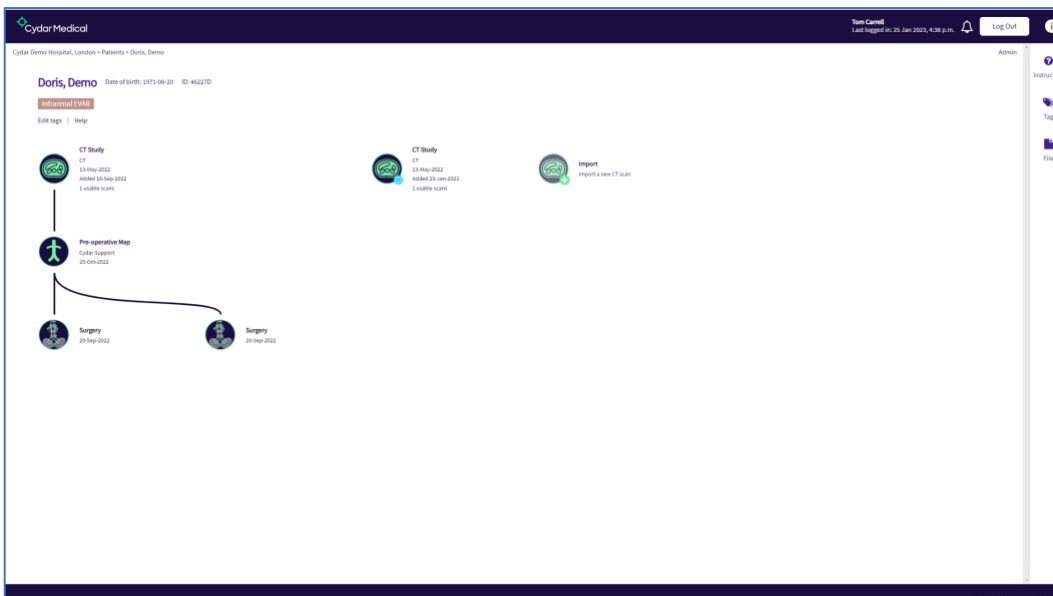 Cydar Medical
Tom Carrell
Last logged in: 25 Jan 2023, 4:38 p.m.
Log Out
Cydar Demo Hospital, London > Patients > Doris, Demo
Admin
Doris, Demo Date of birth: 1971-06-20 ID: 46227D
Infrarenal EVAR
Edit tags | Help
Instruc
Tag
File
CT Study
CT
13-May-2022
Added 16-Sep-2022
1 usable scans
CT Study
CT
13-May-2022
Added 23-Jan-2023
1 usable scans
Import
Import a new CT scan
Pre-operative Map
Cydar Support
25-Oct-2022
Surgery
20-Sep-2022
Surgery
20-Sep-2022